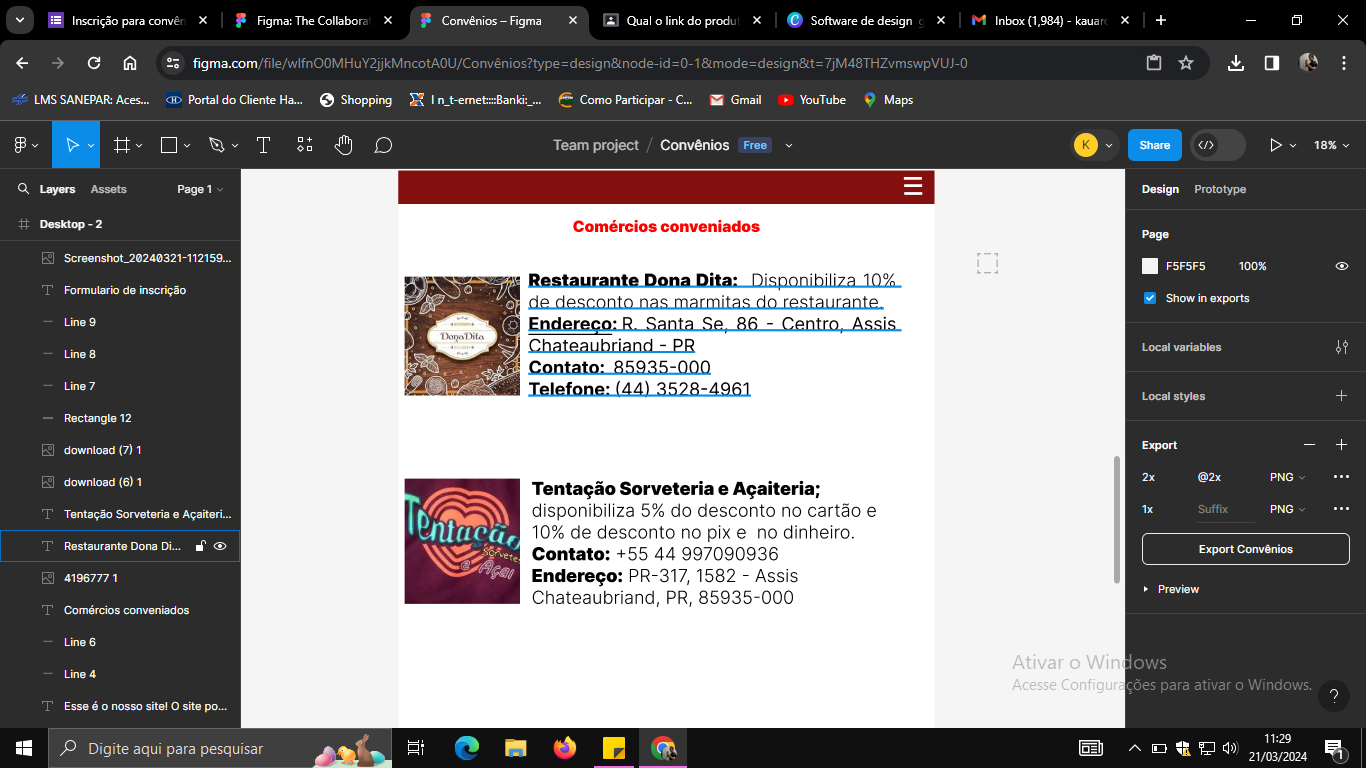 Inscrição para convên
Figma: The Collaborat
Convênios – Figma
Qual o link do produt
Software de design g
Inbox (1,984) - kauarc
figma.com/file/wIfnO0MHuY2jjkMncotA0U/Convênios?type=design&node-id=0-1&mode=design&t=7jM48THZvmswpVUJ-0
LMS SANEPAR: Aces...
Portal do Cliente Ha...
Shopping
I n_t-ernet::::Banki:_...
Como Participar - C...
Gmail
YouTube
Maps
Team project / Convênios Free
K
Share
18%
Layers
Assets
Page 1
Desktop - 2
Screenshot_20240321-112159...
Formulario de inscrição
Line 9
Line 8
Line 7
Rectangle 12
download (7) 1
download (6) 1
Tentação Sorveteria e Açaiteri...
Restaurante Dona Di...
4196777 1
Comércios conveniados
Line 6
Line 4
Esse é o nosso site! O site po...
Comércios conveniados
DonaDita
Restaurante Dona Dita: Disponibiliza 10%
de desconto nas marmitas do restaurante.
Endereço: R. Santa Se, 86 - Centro, Assis
Chateaubriand - PR
Contato: 85935-000
Telefone: (44) 3528-4961
Tentação
Sorvetes
e Açai
Tentação Sorveteria e Açaiteria;
disponibiliza 5% do desconto no cartão e
10% de desconto no pix e no dinheiro.
Contato: +55 44 997090936
Endereço: PR-317, 1582 - Assis
Chateaubriand, PR, 85935-000
Design
Prototype
Page
F5F5F5 100%
Show in exports
Local variables
Local styles
Export
2x @2x PNG
1x Suffix PNG
Export Convênios
Preview
Ativar o Windows
Acesse Configurações para ativar o Windows.
?
Digite aqui para pesquisar
11:29
21/03/2024
1